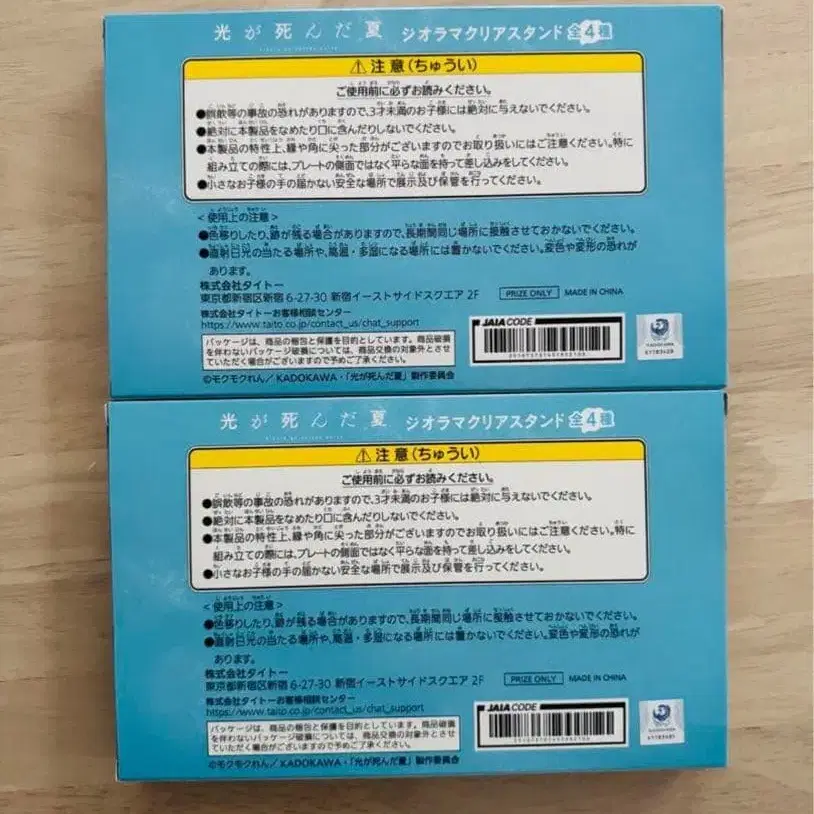 光が死んだ夏 ジオラマクリアスタンド 全4種
⚠注意(ちゅうい)
ご使用前に必ずお読みください。
●誤飲等の事故の恐れがありますので、3才未満のお子様には絶対に与えないでください。
●絶対に本製品をなめたり口に含んだりしないでください。
●本製品の特性上、縁や角に尖った部分がございますのでお取り扱いにはご注意ください。特に
組み立ての際には、プレートの側面ではなく平らな面を持って差し込みをしてください。
●小さなお子様の手の届かない安全な場所で展示及び保管を行ってください。
<使用上の注意>
●色移りしたり、跡が残る場合がありますので、長期間同じ場所に接触させておかないでください。
●直射日光の当たる場所や、高温・多湿になる場所には置かないでください。変色や変形の恐れが
あります。
株式会社タイトー
東京都新宿区新宿6-27-30 新宿イーストサイドスクエア 2F PRIZE ONLY MADE IN CHINA
株式会社タイトーお客様相談センター
https://www.taito.co.jp/contact_us/chat_support
パッケージは、商品の梱包と保護を目的としています。商品破損
を伴わないパッケージ破損については、商品交換の対象外とさせ
ていただく場合がございますので予めご了承ください。
JAIA CODE
KADOKAWA
©モクモクれん/KADOKAWA・「光が死んだ夏」製作委員会
光が死んだ夏 ジオラマクリアスタンド 全4種
⚠注意(ちゅうい)
ご使用前に必ずお読みください。
●誤飲等の事故の恐れがありますので、3才未満のお子様には絶対に与えないでください。
●絶対に本製品をなめたり口に含んだりしないでください。
●本製品の特性上、縁や角に尖った部分がございますのでお取り扱いにはご注意ください。特に
組み立ての際には、プレートの側面ではなく平らな面を持って差し込みをしてください。
●小さなお子様の手の届かない安全な場所で展示及び保管を行ってください。
<使用上の注意>
●色移りしたり、跡が残る場合がありますので、長期間同じ場所に接触させておかないでください。
●直射日光の当たる場所や、高温・多湿になる場所には置かないでください。変色や変形の恐れが
あります。
株式会社タイトー
東京都新宿区新宿6-27-30 新宿イーストサイドスクエア 2F PRIZE ONLY MADE IN CHINA
株式会社タイトーお客様相談センター
https://www.taito.co.jp/contact_us/chat_support
パッケージは、商品の梱包と保護を目的としています。商品破損
を伴わないパッケージ破損については、商品交換の対象外とさせ
ていただく場合がございますので予めご了承ください。
JAIA CODE
KADOKAWA
©モクモクれん/KADOKAWA・「光が死んだ夏」製作委員会